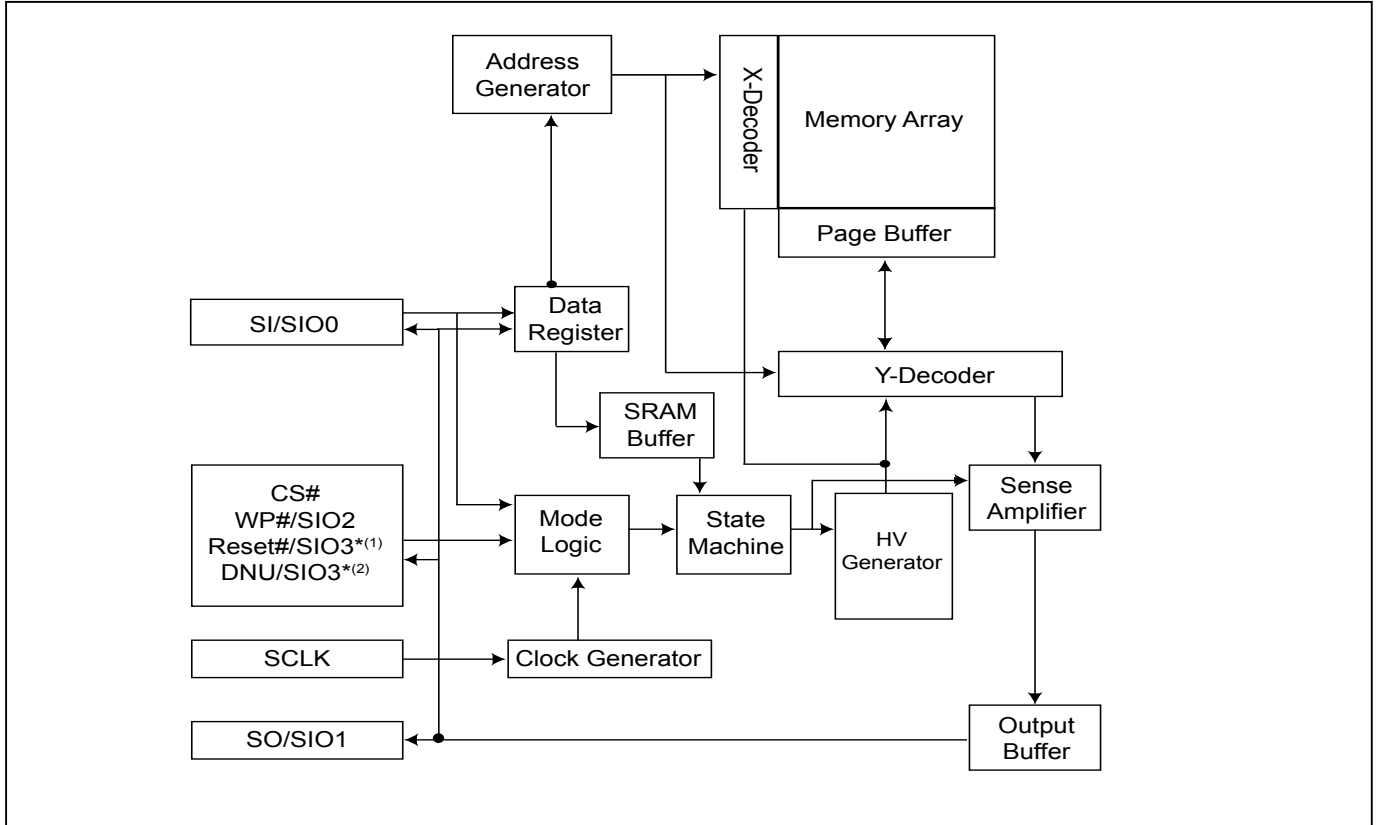 Address
Generator
X-Decoder
Memory Array
Page Buffer
SI/SIO0
Data
Register
Y-Decoder
SRAM
Buffer
CS#
WP#/SIO2
Reset#/SIO3*(1)
DNU/SIO3*(2)
Mode
Logic
State
Machine
HV
Generator
Sense
Amplifier
SCLK
Clock Generator
SO/SIO1
Output
Buffer